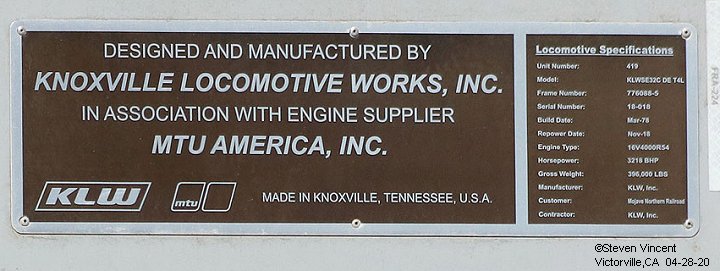 DESIGNED AND MANUFACTURED BY
KNOXVILLE LOCOMOTIVE WORKS, INC.
IN ASSOCIATION WITH ENGINE SUPPLIER
MTU AMERICA, INC.
KLW
mtu
MADE IN KNOXVILLE, TENNESSEE, U.S.A.
Locomotive Specifications
Unit Number: 419
Model: KLWSE32C DE T4L
Frame Number: 776088-5
Serial Number: 18-018
Build Date: Mar-78
Repower Date: Nov-18
Engine Type: 16V4000R54
Horsepower: 3218 BHP
Gross Weight: 396,000 LBS
Manufacturer: KLW, Inc.
Customer: Mojave Northern Railroad
Contractor: KLW, Inc.
FRA-224
©Steven Vincent
Victorville,CA 04-28-20